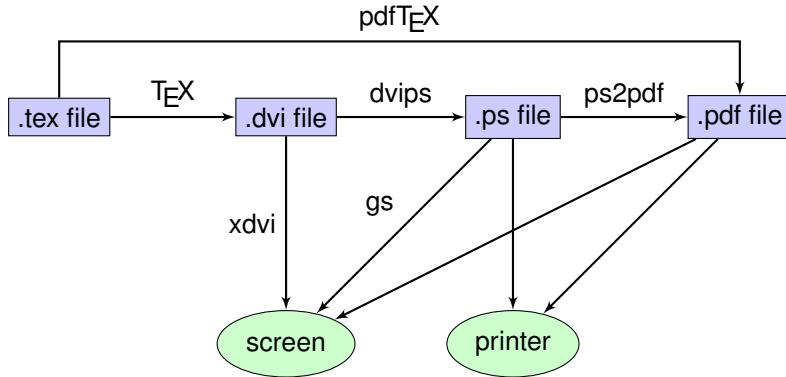 pdfTEX
TEX
dvips
ps2pdf
.tex file
.dvi file
.ps file
.pdf file
xdvi
gs
screen
printer